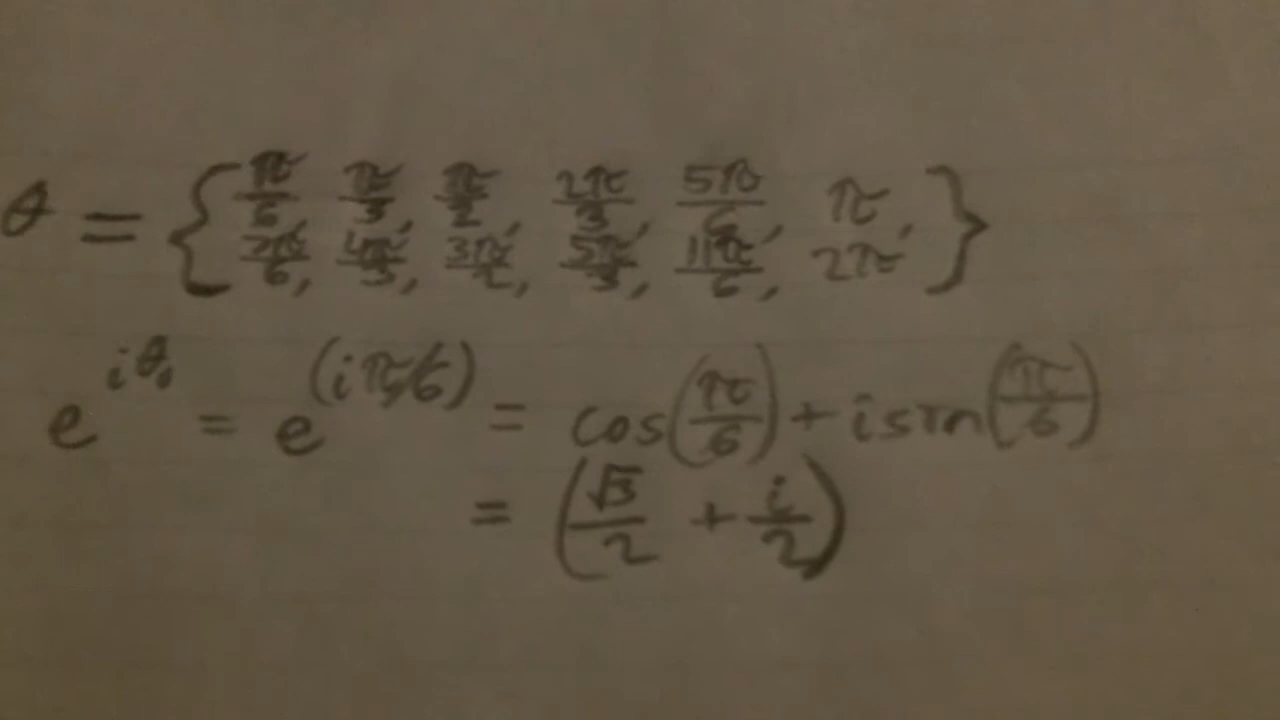 θ = { π/6, π/3, π/2, 2π/3, 5π/6, π,
7π/6, 4π/3, 3π/2, 5π/3, 11π/6, 2π }
e^(iθ₁) = e^(iπ/6) = cos(π/6) + i sin(π/6)
= (√3/2 + i/2)